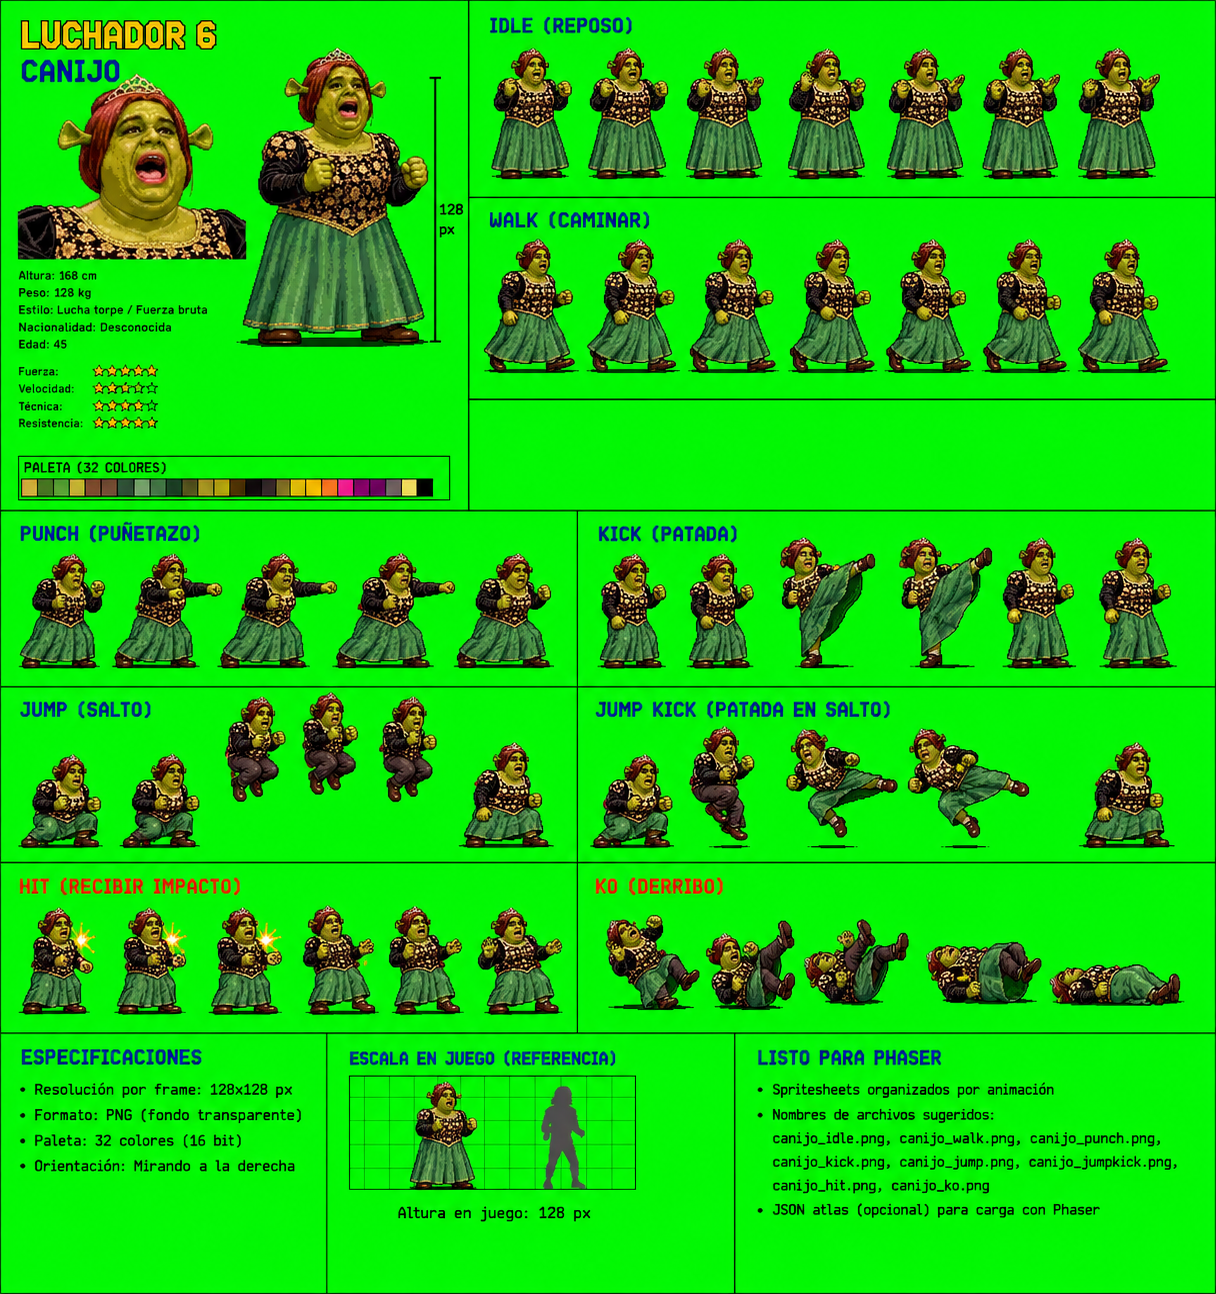 LUCHADOR 6
CANIJO
128
px
Altura: 168 cm
Peso: 128 kg
Estilo: Lucha torpe / Fuerza bruta
Nacionalidad: Desconocida
Edad: 45
Fuerza:
Velocidad:
Técnica:
Resistencia:
PALETA (32 COLORES)
IDLE (REPOSO)
WALK (CAMINAR)
PUNCH (PUÑETAZO)
KICK (PATADA)
JUMP (SALTO)
JUMP KICK (PATADA EN SALTO)
HIT (RECIBIR IMPACTO)
KO (DERRIBO)
ESPECIFICACIONES
• Resolución por frame: 128x128 px
• Formato: PNG (fondo transparente)
• Paleta: 32 colores (16 bit)
• Orientación: Mirando a la derecha
ESCALA EN JUEGO (REFERENCIA)
Altura en juego: 128 px
LISTO PARA PHASER
• Spritesheets organizados por animación
• Nombres de archivos sugeridos:
canijo_idle.png, canijo_walk.png, canijo_punch.png,
canijo_kick.png, canijo_jump.png, canijo_jumpkick.png,
canijo_hit.png, canijo_ko.png
• JSON atlas (opcional) para carga con Phaser